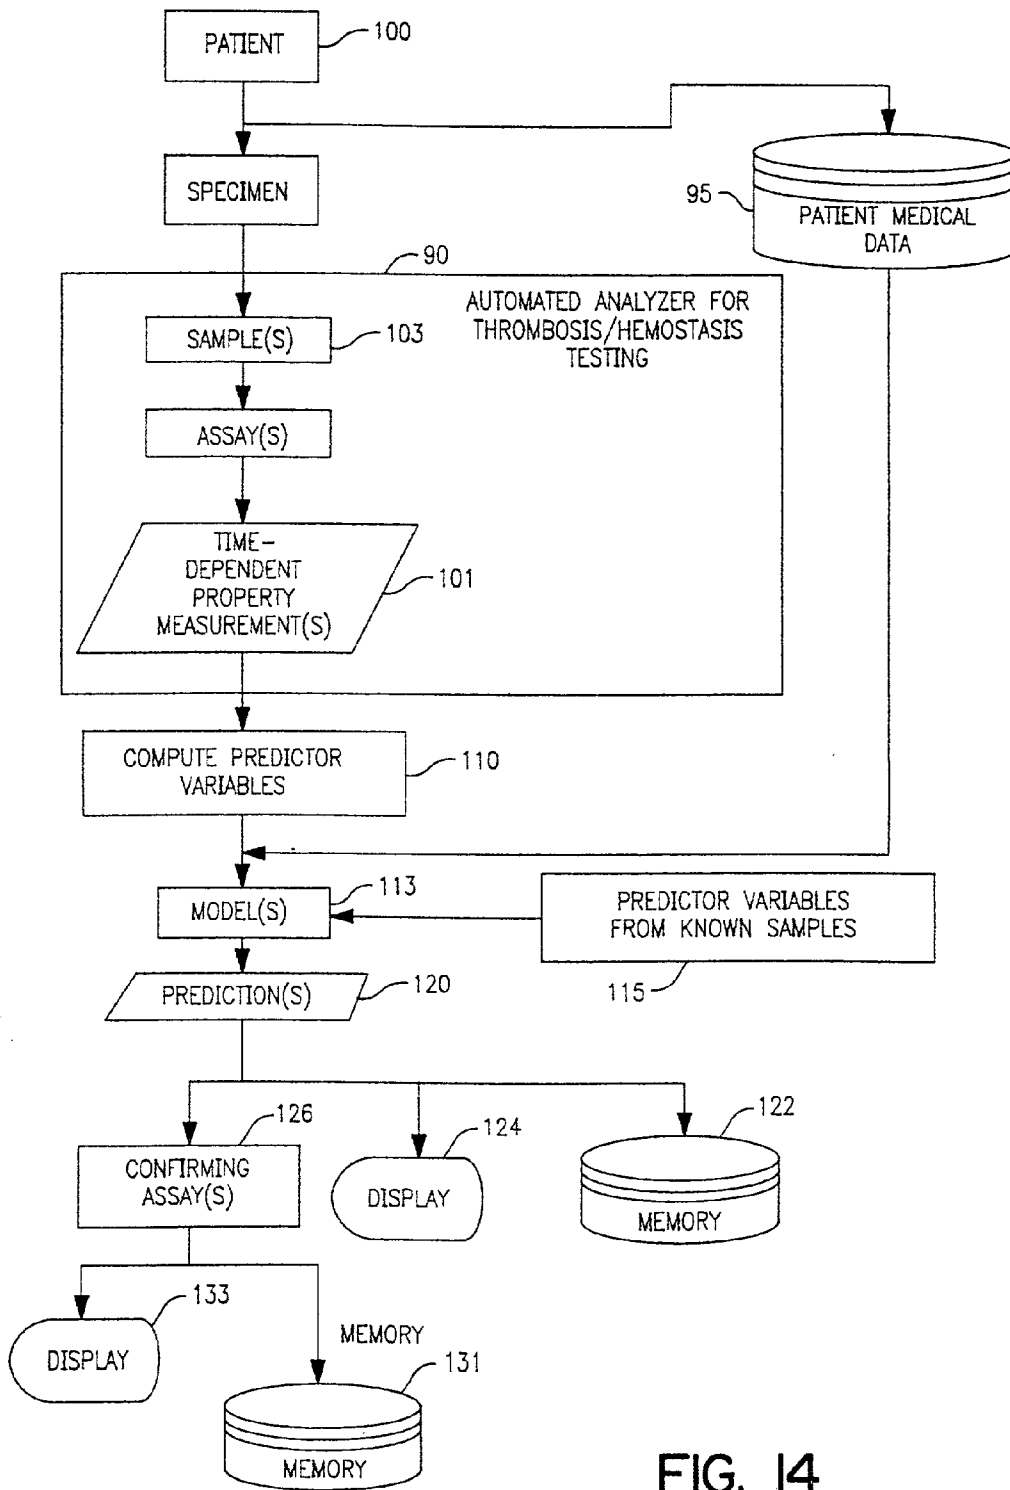 PATIENT
100
SPECIMEN
95
PATIENT MEDICAL
DATA
90
AUTOMATED ANALYZER FOR
THROMBOSIS/HEMOSTASIS
TESTING
SAMPLE(S)
103
ASSAY(S)
TIME-
DEPENDENT
PROPERTY
MEASUREMENT(S)
101
COMPUTE PREDICTOR
VARIABLES
110
MODEL(S)
113
PREDICTOR VARIABLES
FROM KNOWN SAMPLES
115
PREDICTION(S)
120
126
CONFIRMING
ASSAY(S)
124
DISPLAY
122
MEMORY
133
DISPLAY
MEMORY
131
MEMORY
FIG. 14